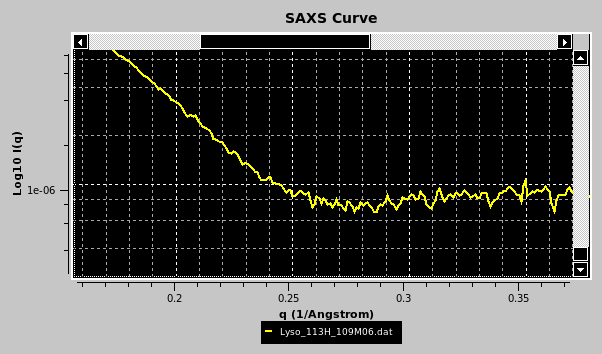 SAXS Curve
Log10 I(q)
1e-06
0.2 0.25 0.3 0.35
q (1/Angstrom)
Lyso_113H_109M06.dat